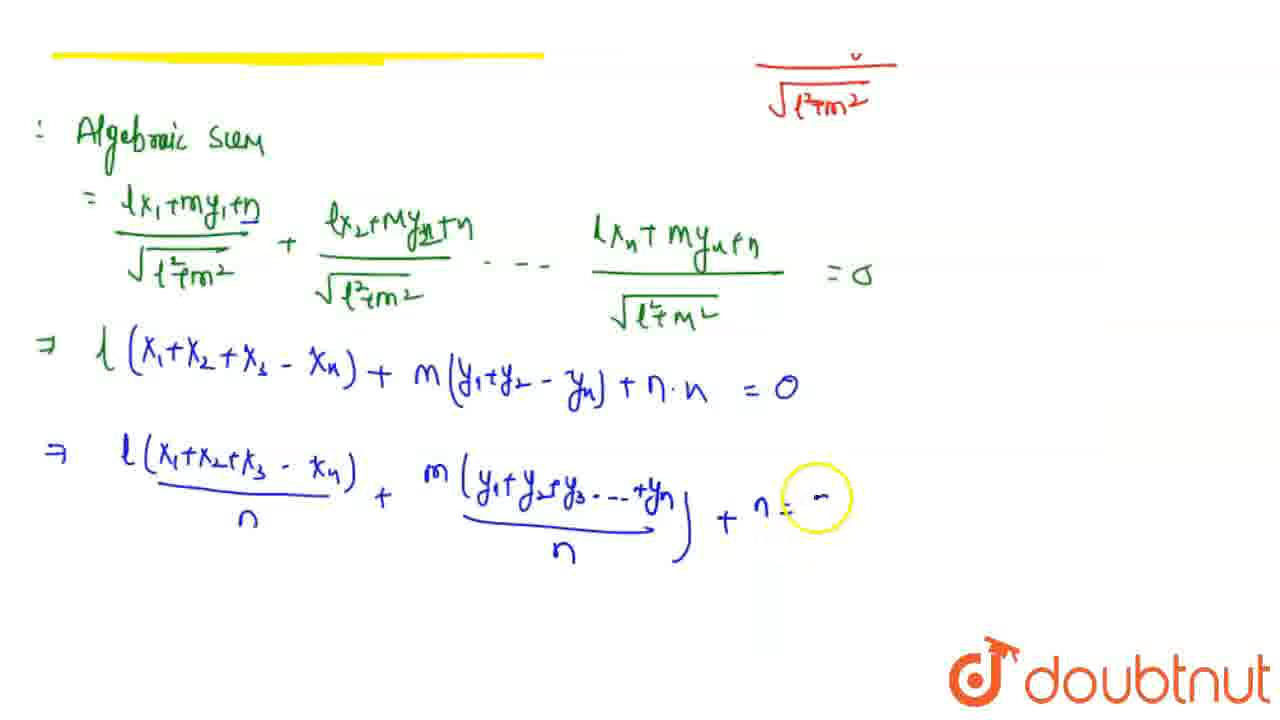 √(l²+m²)
: Algebraic sum
= (lx₁+my₁+n)/√(l²+m²) + (lx₂+my₂+n)/√(l²+m²) ---- (lxₙ+myₙ+n)/√(l²+m²) = 0
⇒ l(x₁+x₂+x₃ - xₙ) + m(y₁+y₂ - yₙ) + n.n = 0
⇒ l(x₁+x₂+x₃ - xₙ)/n + m(y₁+y₂+y₃....+yₙ)/n + n =
doubtnut